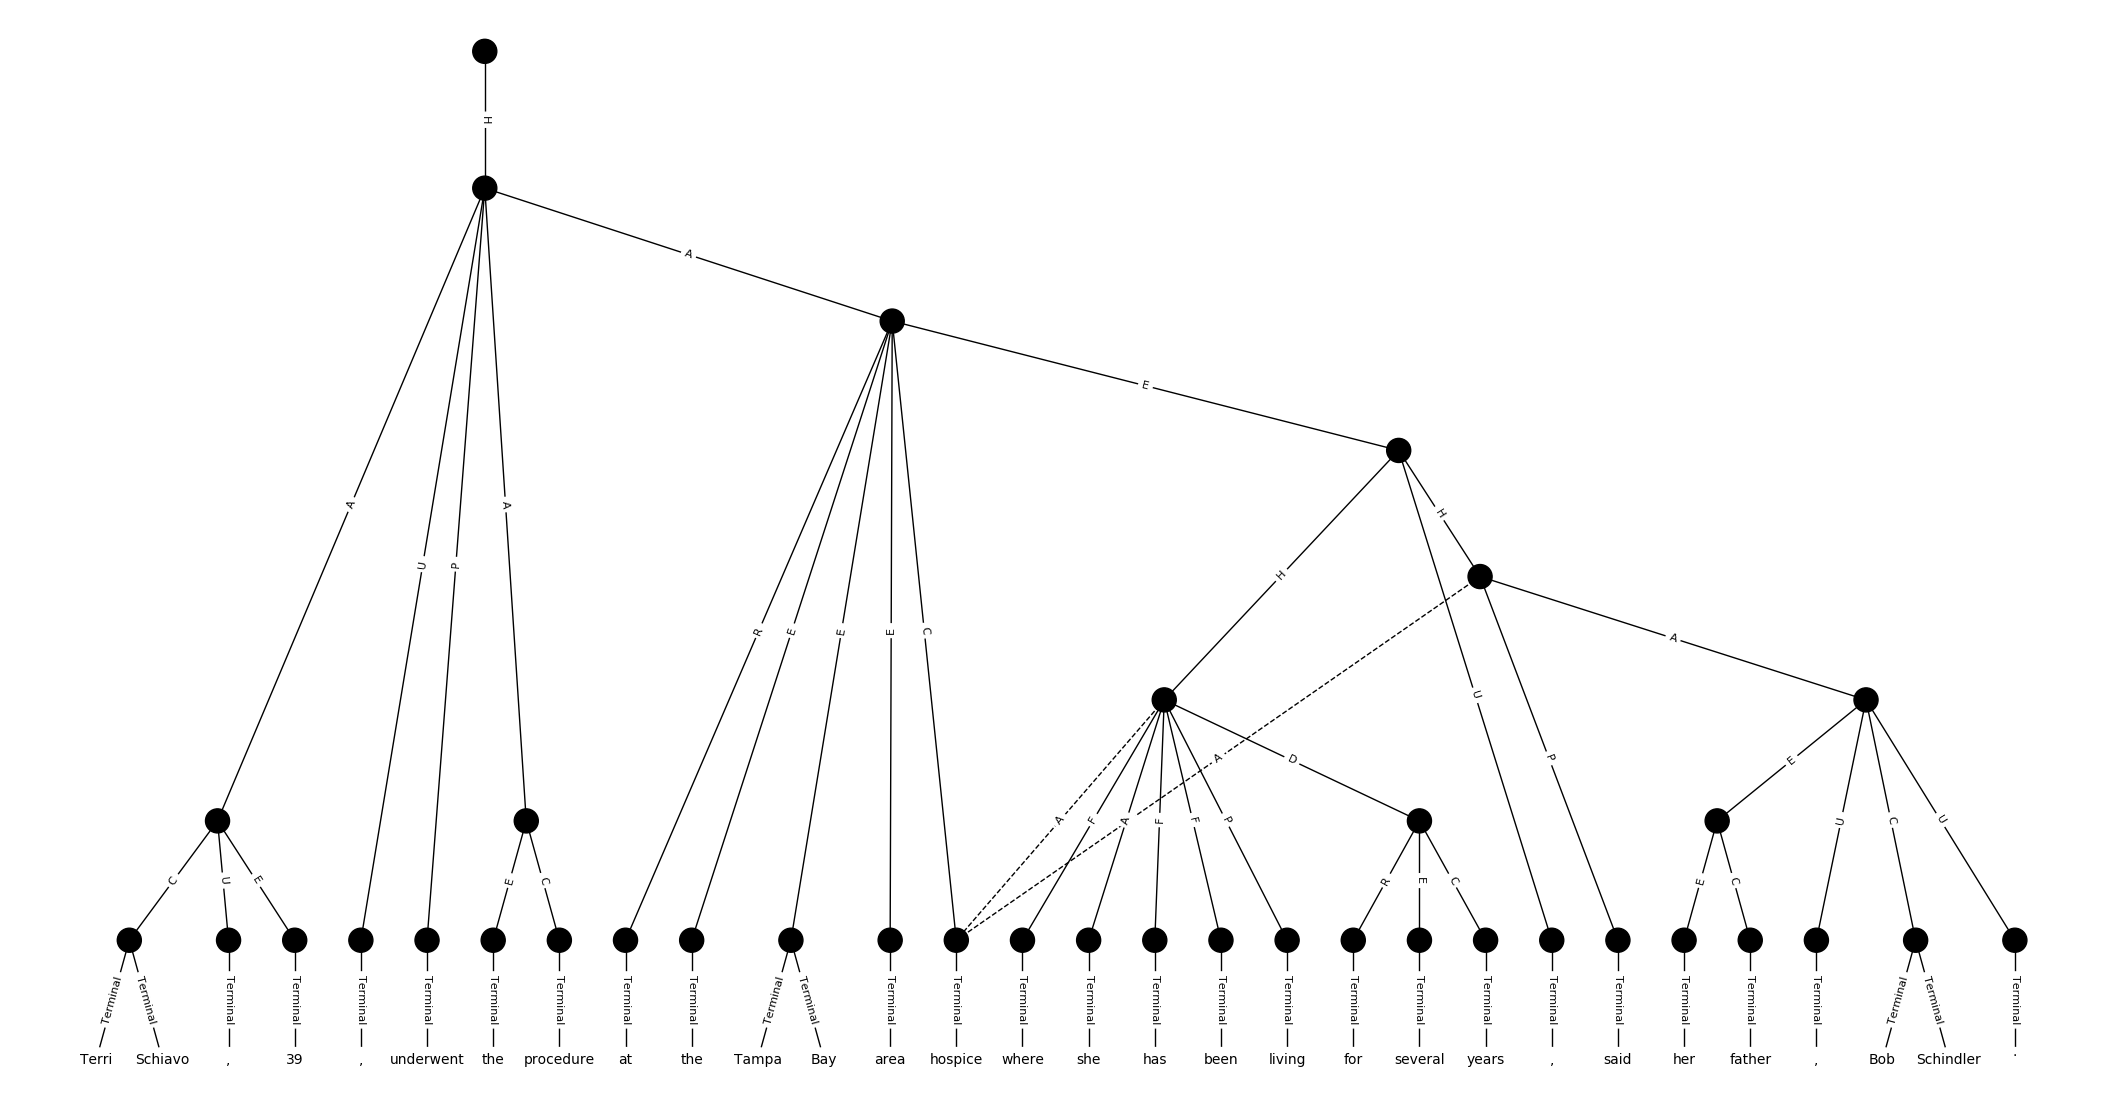 H
A
E
A
U
P
A
H
H
R
E
E
E
C
A
U
P
A
F
A
F
F
P
D
A
E
U
C
U
C
U
E
E
C
R
E
C
E
C
Terminal Terminal Terminal Terminal Terminal Terminal Terminal Terminal Terminal Terminal Terminal Terminal Terminal Terminal Terminal Terminal Terminal Terminal Terminal Terminal Terminal Terminal Terminal Terminal Terminal Terminal Terminal Terminal Terminal Terminal
Terri Schiavo , 39 , underwent the procedure at the Tampa Bay area hospice where she has been living for several years , said her father , Bob Schindler .